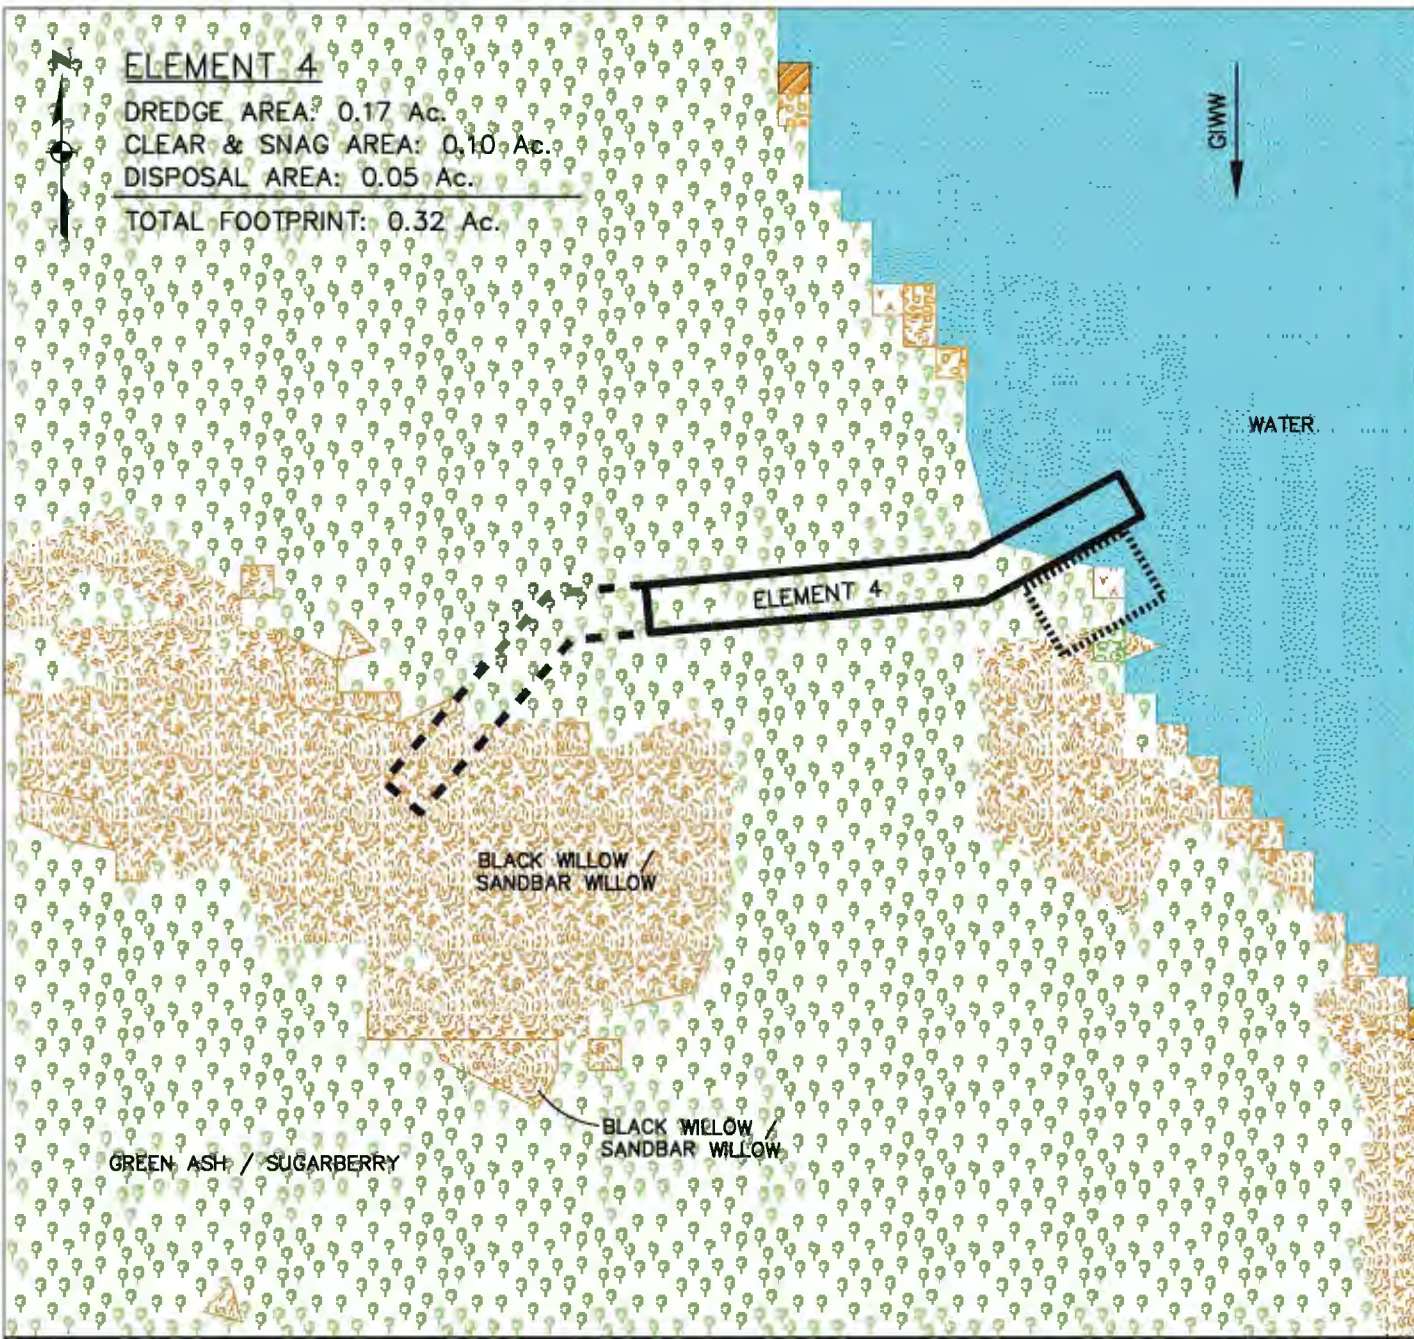 N
ELEMENT 4
DREDGE AREA: 0.17 Ac.
CLEAR & SNAG AREA: 0.10 Ac.
DISPOSAL AREA: 0.05 Ac.
TOTAL FOOTPRINT: 0.32 Ac.
GIWW
WATER
ELEMENT 4
BLACK WILLOW /
SANDBAR WILLOW
BLACK WILLOW /
SANDBAR WILLOW
GREEN ASH / SUGARBERRY